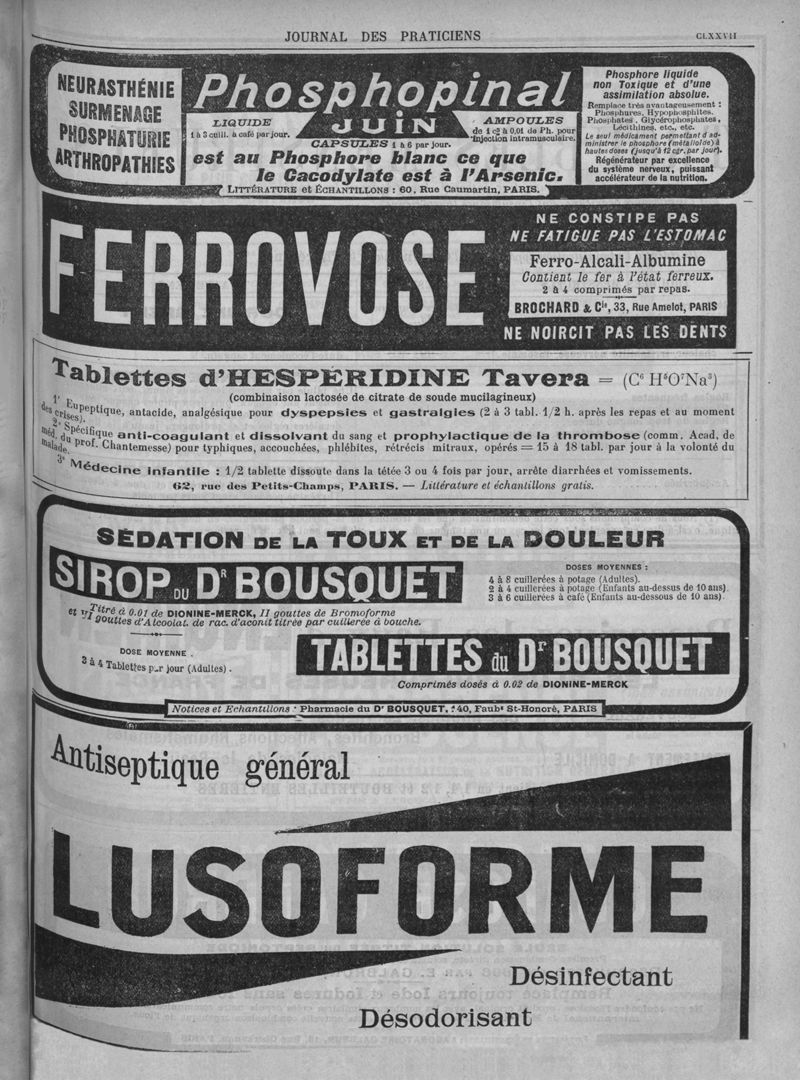 JOURNAL DES PRATICIENS CLXXVII
NEURASTHÉNIE
SURMENAGE
PHOSPHATURIE
ARTHROPATHIES
Phosphopinal
JUIN
LIQUIDE
1 à 3 cuill. à café par jour.
CAPSULES 1 à 6 par jour.
AMPOULES
de 1 c² à 0,01 de Ph. pour
injection intramusculaire.
est au Phosphore blanc ce que
le Cacodylate est à l'Arsenic.
LITTÉRATURE et ÉCHANTILLONS : 60, Rue Caumartin, PARIS.
Phosphore liquide
non Toxique et d'une
assimilation absolue.
Remplace très avantageusement :
Phosphures, Hypophosphites,
Phosphates, Glycérophosphates,
Lécithines, etc., etc.
Le seul médicament permettant d'ad-
ministrer le phosphore (métalloïde) à
hautes doses (jusqu'à 12 cgr. par jour).
Régénérateur par excellence
du système nerveux, puissant
accélérateur de la nutrition.
FERROVOSE
NE CONSTIPE PAS
NE FATIGUE PAS L'ESTOMAC
Ferro-Alcali-Albumine
Contient le fer à l'état ferreux.
2 à 4 comprimés par repas.
BROCHARD & Cie, 33, Rue Amelot, PARIS
NE NOIRCIT PAS LES DENTS
Tablettes d'HESPÉRIDINE Tavera = (C⁶ H⁵O⁷Na³)
(combinaison lactosée de citrate de soude mucilagineux)
1° Eupeptique, antacide, analgésique pour dyspepsies et gastralgies (2 à 3 tabl. 1/2 h. après les repas et au moment
des crises).
2° Spécifique anti-coagulant et dissolvant du sang et prophylactique de la thrombose (comm. Acad. de
méd. du prof. Chantemesse) pour typhiques, accouchées, phlébites, rétrécis mitraux, opérés = 15 à 18 tabl. par jour à la volonté du
malade.
3° Médecine infantile : 1/2 tablette dissoute dans la tétée 3 ou 4 fois par jour, arrête diarrhées et vomissements.
62, rue des Petits-Champs, PARIS. — Littérature et échantillons gratis.
SÉDATION DE LA TOUX ET DE LA DOULEUR
SIROP DU Dr BOUSQUET
Titré à 0.01 de DIONINE-MERCK, II gouttes de Bromoforme
et VI gouttes d'Alcoolat. de rac. d'aconit titrée par cuillerée à bouche.
DOSES MOYENNES :
4 à 8 cuillerées à potage (Adultes).
2 à 4 cuillerées à potage (Enfants au-dessus de 10 ans).
3 à 6 cuillerées à café (Enfants au-dessous de 10 ans).
DOSE MOYENNE .
3 à 4 Tablettes par jour (Adultes) .
TABLETTES du Dr BOUSQUET
Comprimés dosés à 0.02 de DIONINE-MERCK
Notices et Echantillons : Pharmacie du Dr BOUSQUET, 140, Faubg St-Honoré, PARIS
Antiseptique général
LUSOFORME
Désinfectant
Désodorisant